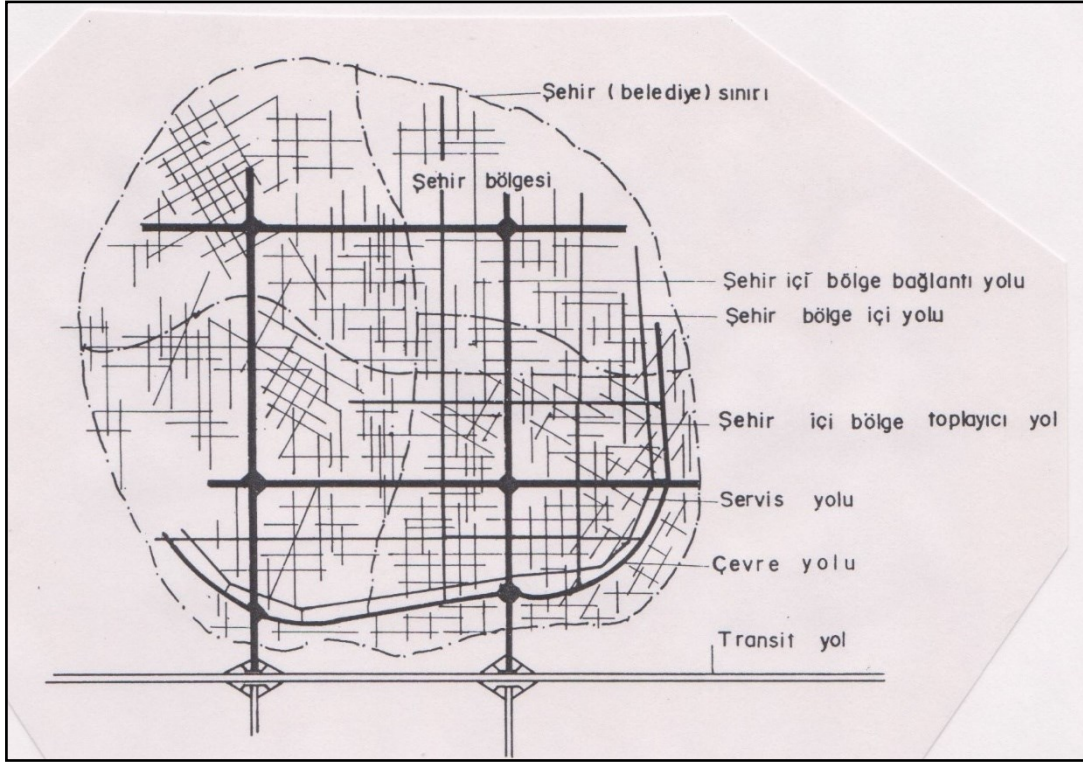 Şehir (belediye) sınırı
Şehir bölgesi
Şehir içi bölge bağlantı yolu
Şehir bölge içi yolu
Şehir içi bölge toplayıcı yol
Servis yolu
Çevre yolu
Transit yol